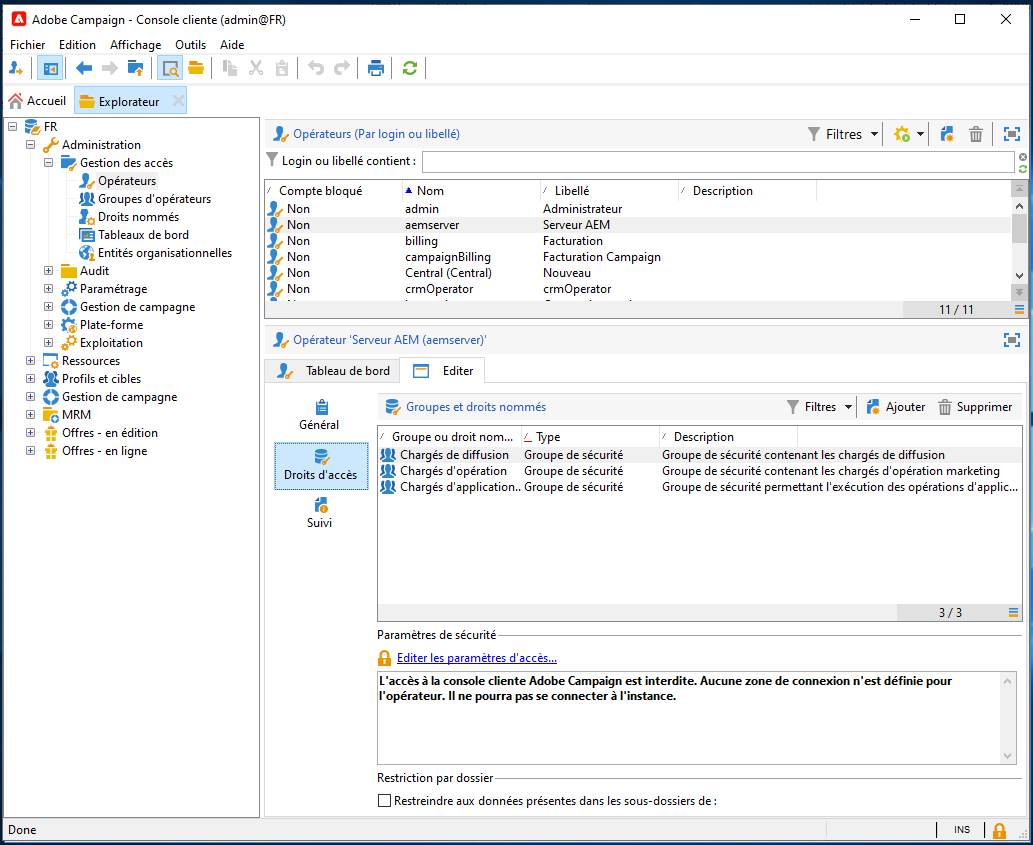 Adobe Campaign - Console cliente (admin@FR)
Fichier Edition Affichage Outils Aide
Accueil Explorateur
FR
Administration
Gestion des accès
Opérateurs
Groupes d'opérateurs
Droits nommés
Tableaux de bord
Entités organisationnelles
Audit
Paramétrage
Gestion de campagne
Plate-forme
Exploitation
Ressources
Profils et cibles
Gestion de campagne
MRM
Offres - en édition
Offres - en ligne
Opérateurs (Par login ou libellé) Filtres
Login ou libellé contient :
Compte bloqué Nom Libellé Description
Non admin Administrateur
Non aemserver Serveur AEM
Non billing Facturation
Non campaignBilling Facturation Campaign
Non Central (Central) Nouveau
Non crmOperator crmOperator
11 / 11
Opérateur 'Serveur AEM (aemserver)'
Tableau de bord Editer
Général
Droits d'accès
Suivi
Groupes et droits nommés Filtres Ajouter Supprimer
Groupe ou droit nom... Type Description
Chargés de diffusion Groupe de sécurité Groupe de sécurité contenant les chargés de diffusion
Chargés d'opération Groupe de sécurité Groupe de sécurité contenant les chargés d'opération marketing
Chargés d'application... Groupe de sécurité Groupe de sécurité permettant l'exécution des opérations d'applic...
3 / 3
Paramètres de sécurité
Editer les paramètres d'accès...
L'accès à la console cliente Adobe Campaign est interdite. Aucune zone de connexion n'est définie pour
l'opérateur. Il ne pourra pas se connecter à l'instance.
Restriction par dossier
Restreindre aux données présentes dans les sous-dossiers de :
Done INS